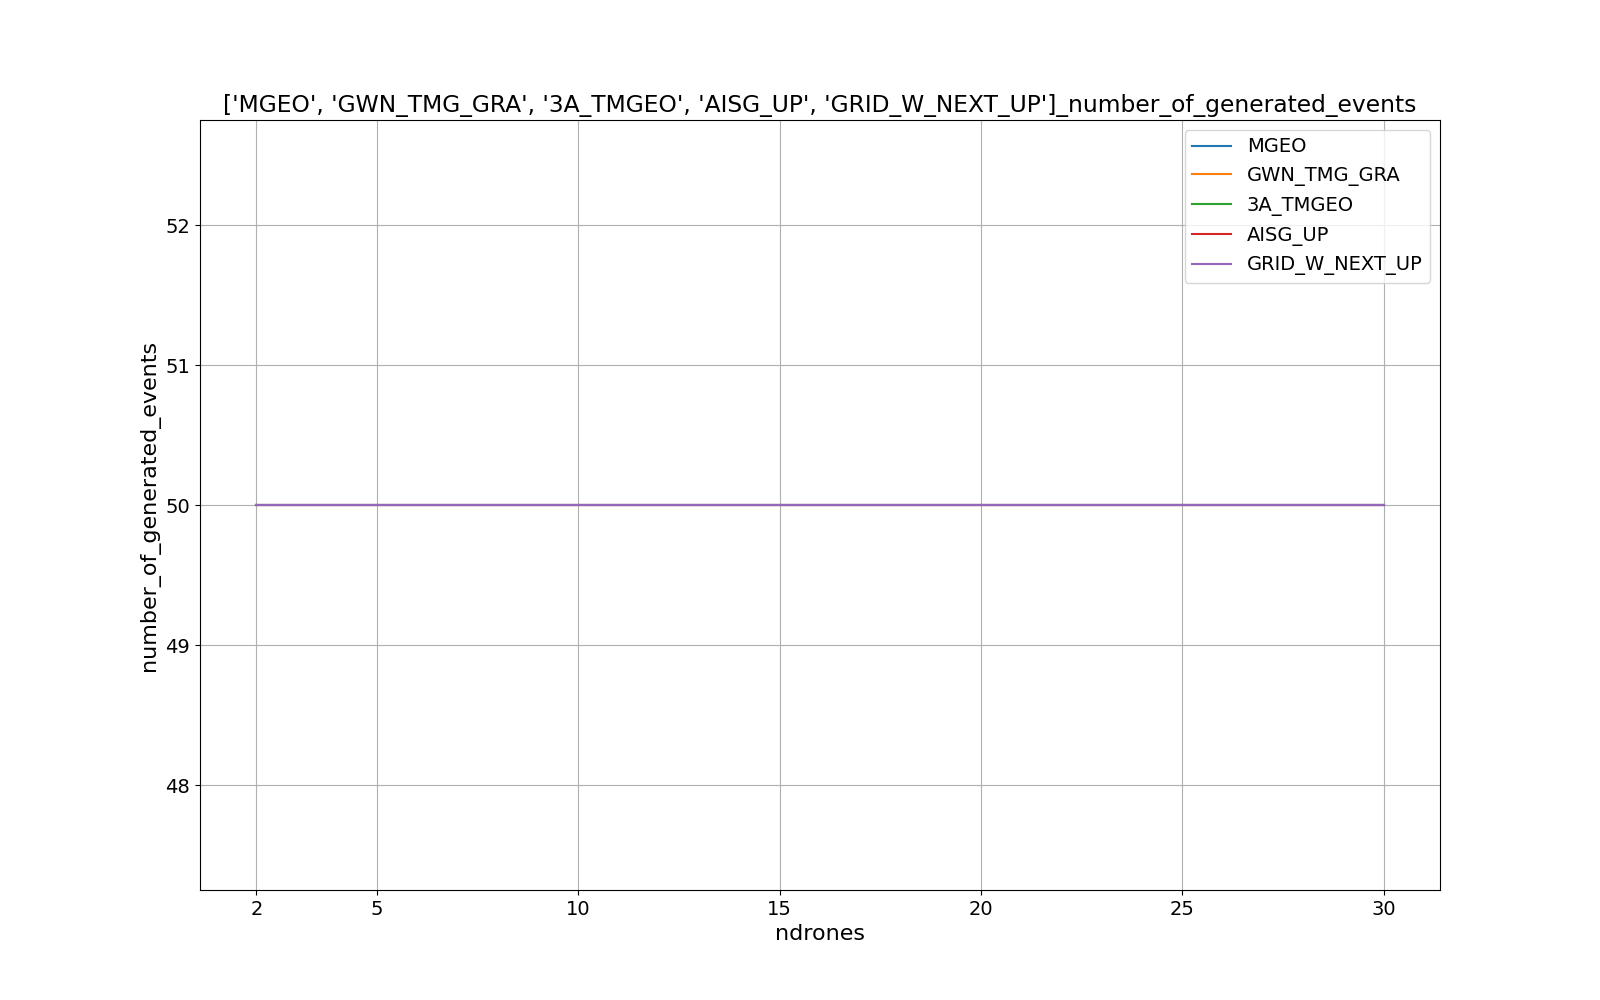 ['MGEO', 'GWN_TMG_GRA', '3A_TMGEO', 'AISG_UP', 'GRID_W_NEXT_UP']_number_of_generated_events
MGEO
GWN_TMG_GRA
3A_TMGEO
AISG_UP
GRID_W_NEXT_UP
number_of_generated_events
52
51
50
49
48
2 5 10 15 20 25 30
ndrones